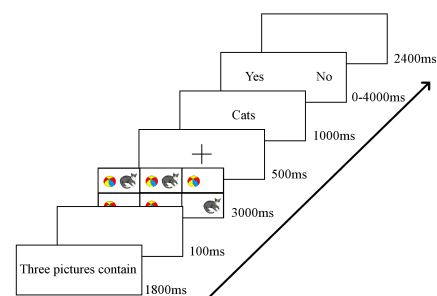 2400ms
Yes No
0-4000ms
Cats
1000ms
500ms
3000ms
100ms
Three pictures contain
1800ms